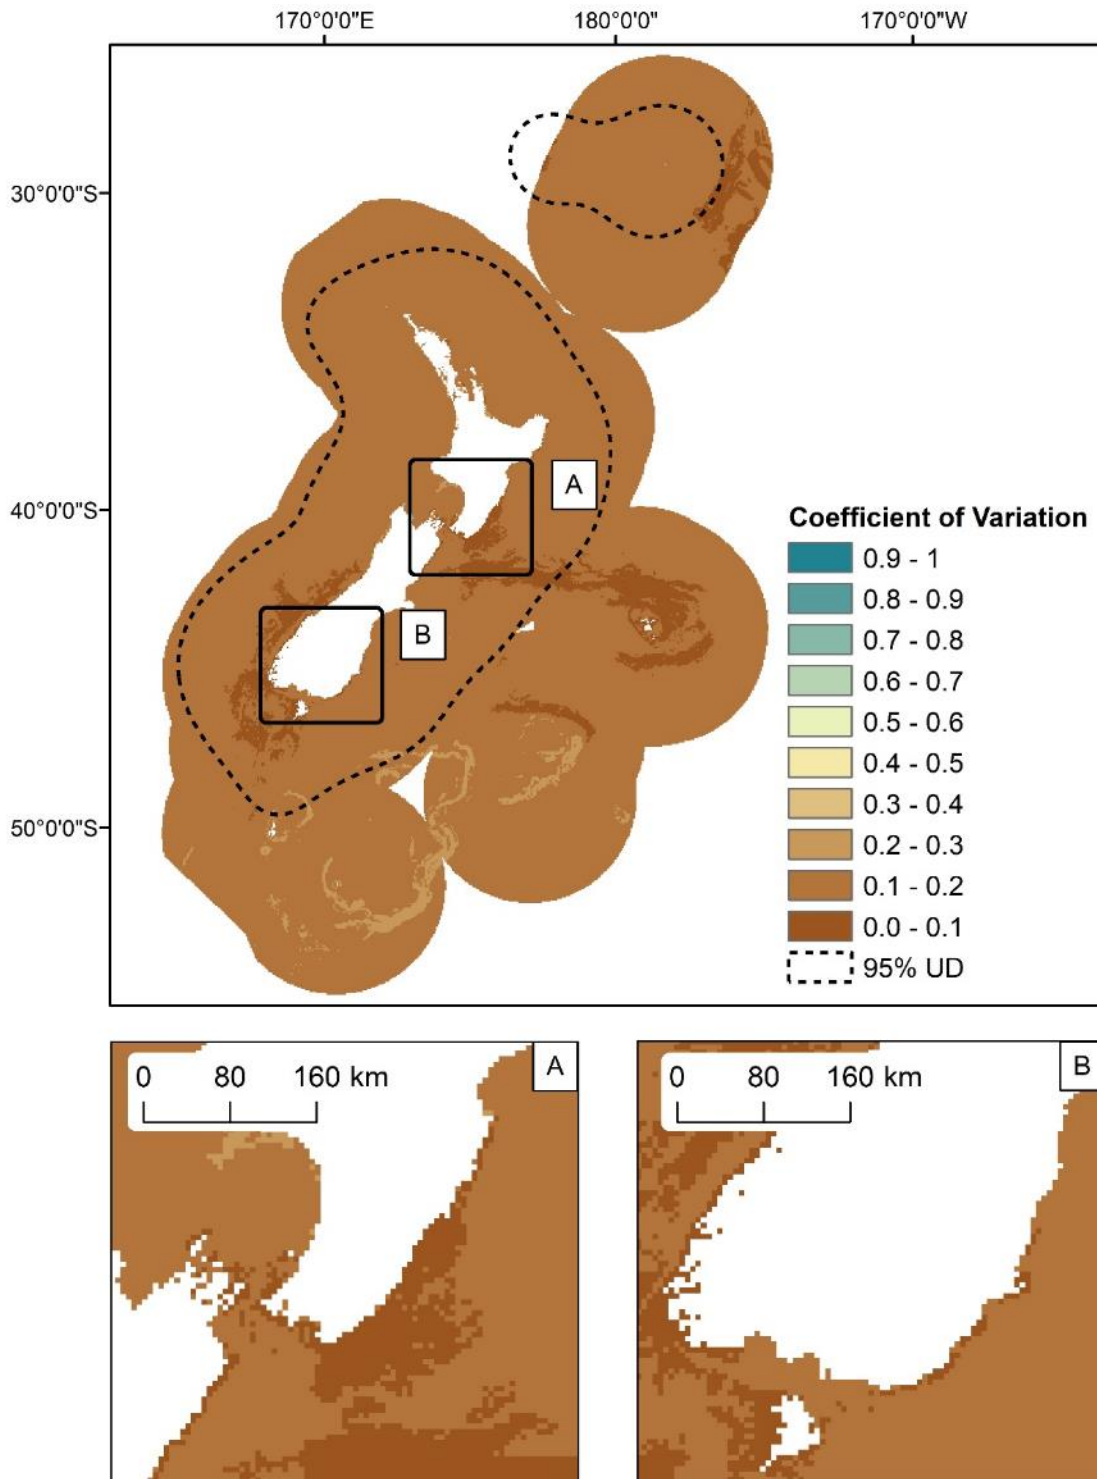 170°0'0"E 180°0'0" 170°0'0"W
30°0'0"S
40°0'0"S
50°0'0"S
A
B
Coefficient of Variation
0.9 - 1
0.8 - 0.9
0.7 - 0.8
0.6 - 0.7
0.5 - 0.6
0.4 - 0.5
0.3 - 0.4
0.2 - 0.3
0.1 - 0.2
0.0 - 0.1
95% UD
0 80 160 km
A
0 80 160 km
B